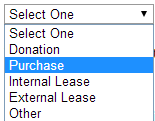 Select One
Select One
Donation
Purchase
Internal Lease
External Lease
Other